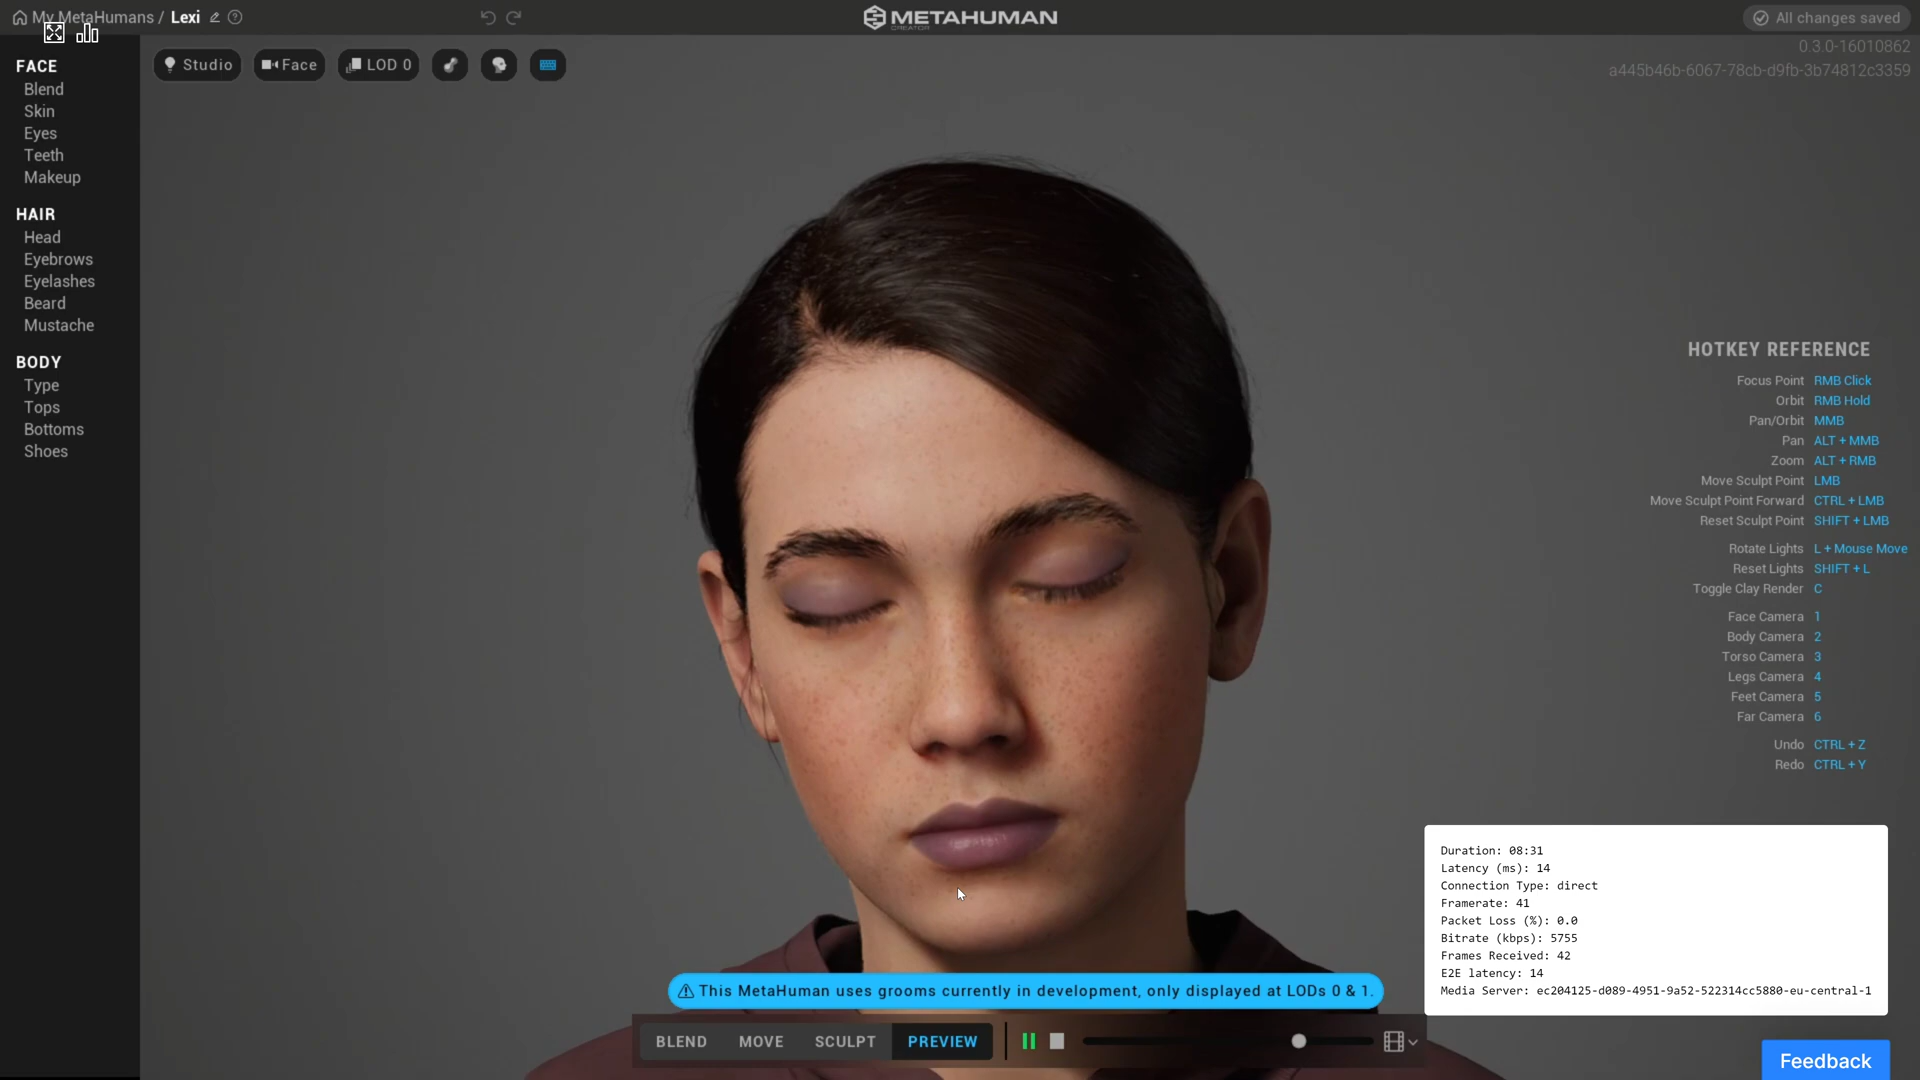 My MetaHumans / Lexi
METAHUMAN
CREATOR
All changes saved
0.3.0-16010862
a445b46b-6067-78cb-d9fb-3b74812c3359
Studio
Face
LOD 0
FACE
Blend
Skin
Eyes
Teeth
Makeup
HAIR
Head
Eyebrows
Eyelashes
Beard
Mustache
BODY
Type
Tops
Bottoms
Shoes
HOTKEY REFERENCE
Focus Point RMB Click
Orbit RMB Hold
Pan/Orbit MMB
Pan ALT + MMB
Zoom ALT + RMB
Move Sculpt Point LMB
Move Sculpt Point Forward CTRL + LMB
Reset Sculpt Point SHIFT + LMB
Rotate Lights L + Mouse Move
Reset Lights SHIFT + L
Toggle Clay Render C
Face Camera 1
Body Camera 2
Torso Camera 3
Legs Camera 4
Feet Camera 5
Far Camera 6
Undo CTRL + Z
Redo CTRL + Y
Duration: 08:31
Latency (ms): 14
Connection Type: direct
Framerate: 41
Packet Loss (%): 0.0
Bitrate (kbps): 5755
Frames Received: 42
E2E latency: 14
Media Server: ec204125-d089-4951-9a52-522314cc5880-eu-central-1
This MetaHuman uses grooms currently in development, only displayed at LODs 0 & 1.
BLEND
MOVE
SCULPT
PREVIEW
Feedback